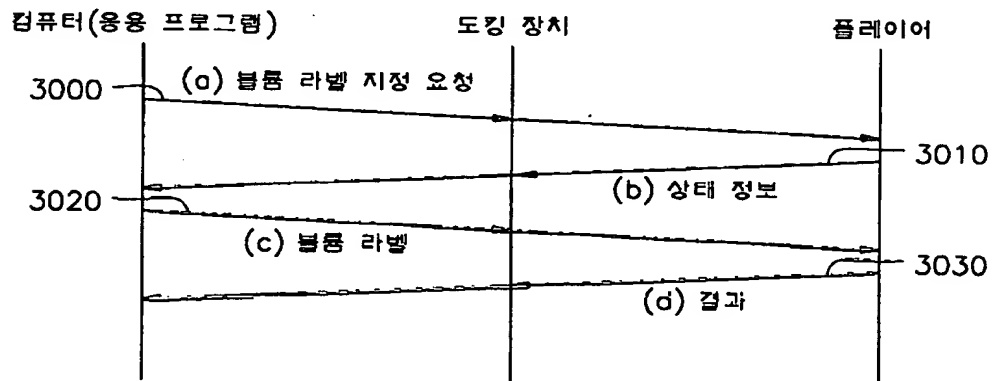 컴퓨터(응용 프로그램)
도킹 장치
플레이어
3000
(a) 볼륨 라벨 지정 요청
3010
(b) 상태 정보
3020
(c) 볼륨 라벨
3030
(d) 결과